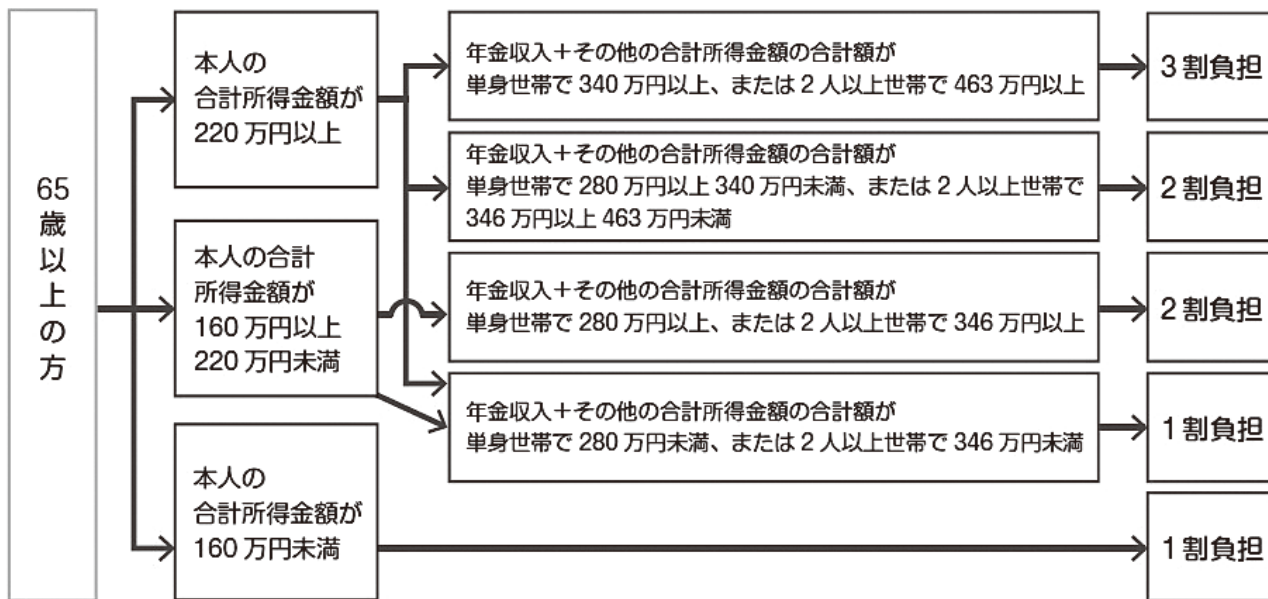 65歳以上の方
本人の
合計所得金額が
220 万円以上
年金収入＋その他の合計所得金額の合計額が
単身世帯で 340 万円以上、または 2 人以上世帯で 463 万円以上
3 割負担
年金収入＋その他の合計所得金額の合計額が
単身世帯で 280 万円以上 340 万円未満、または 2 人以上世帯で
346 万円以上 463 万円未満
2 割負担
本人の合計
所得金額が
160 万円以上
220 万円未満
年金収入＋その他の合計所得金額の合計額が
単身世帯で 280 万円以上、または 2 人以上世帯で 346 万円以上
2 割負担
年金収入＋その他の合計所得金額の合計額が
単身世帯で 280 万円未満、または 2 人以上世帯で 346 万円未満
1 割負担
本人の
合計所得金額が
160 万円未満
1 割負担